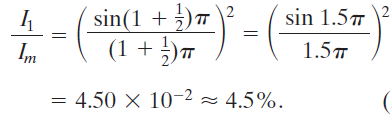 I₁/Iₘ = (sin(1 + ½)π / (1 + ½)π)² = (sin 1.5π / 1.5π)²
= 4.50 × 10⁻² ≈ 4.5%. (